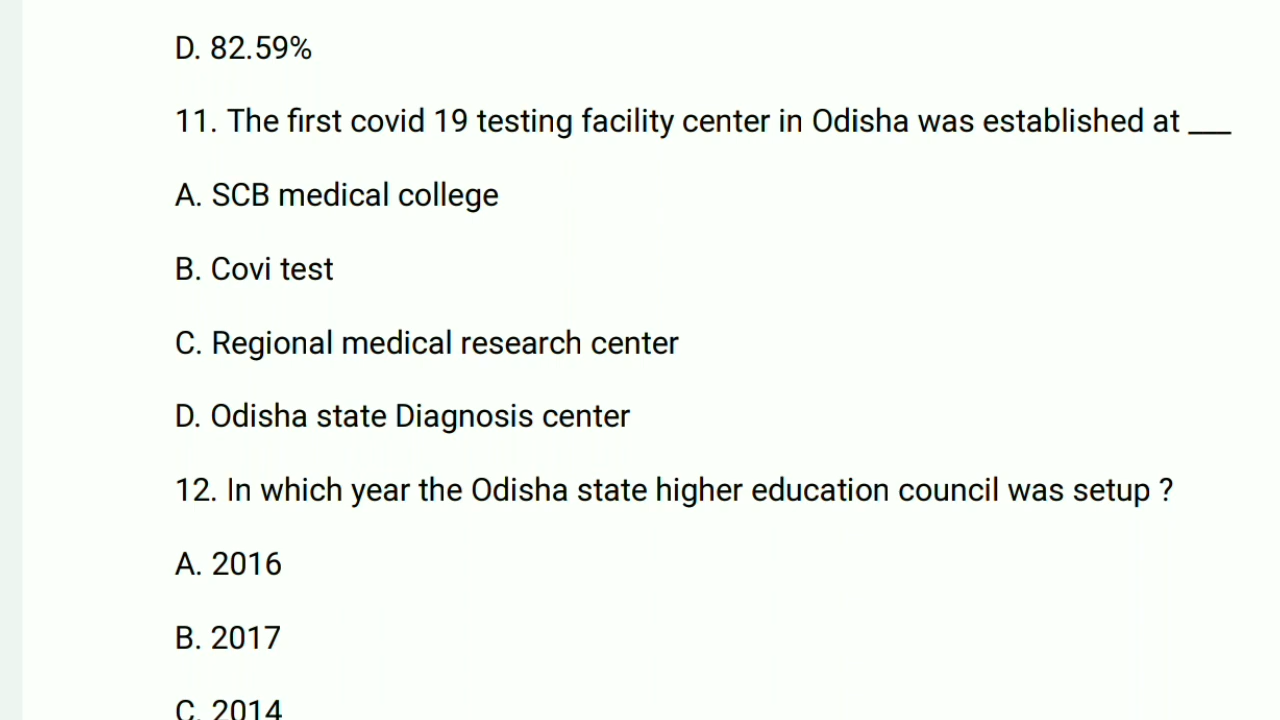 D. 82.59%
11. The first covid 19 testing facility center in Odisha was established at ___
A. SCB medical college
B. Covi test
C. Regional medical research center
D. Odisha state Diagnosis center
12. In which year the Odisha state higher education council was setup ?
A. 2016
B. 2017
C. 2014